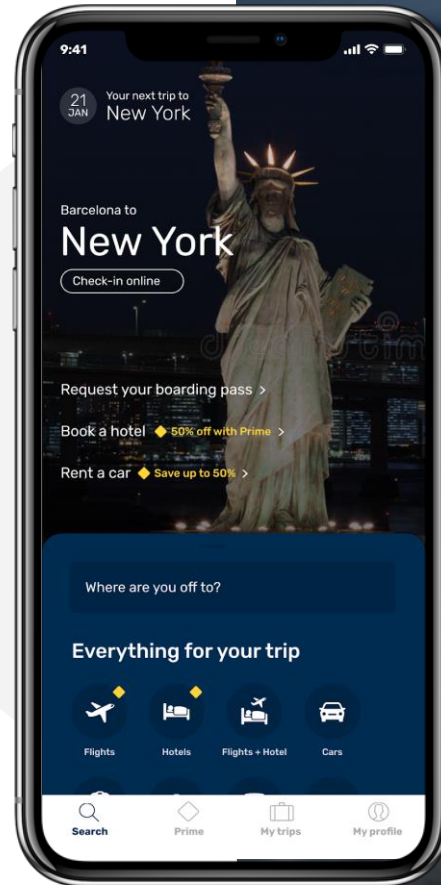 9:41
21
JAN
Your next trip to
New York
Barcelona to
New York
Check-in online
Request your boarding pass >
Book a hotel 50% off with Prime >
Rent a car Save up to 50% >
Where are you off to?
Everything for your trip
Flights
Hotels
Flights + Hotel
Cars
Search
Prime
My trips
My profile